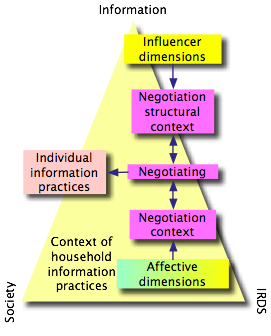 Information
Influencer
dimensions
Negotiation
structural
context
Individual
information
practices
Negotiating
Negotiation
context
Context of
household
information
practices
Affective
dimensions
Society
IRDS